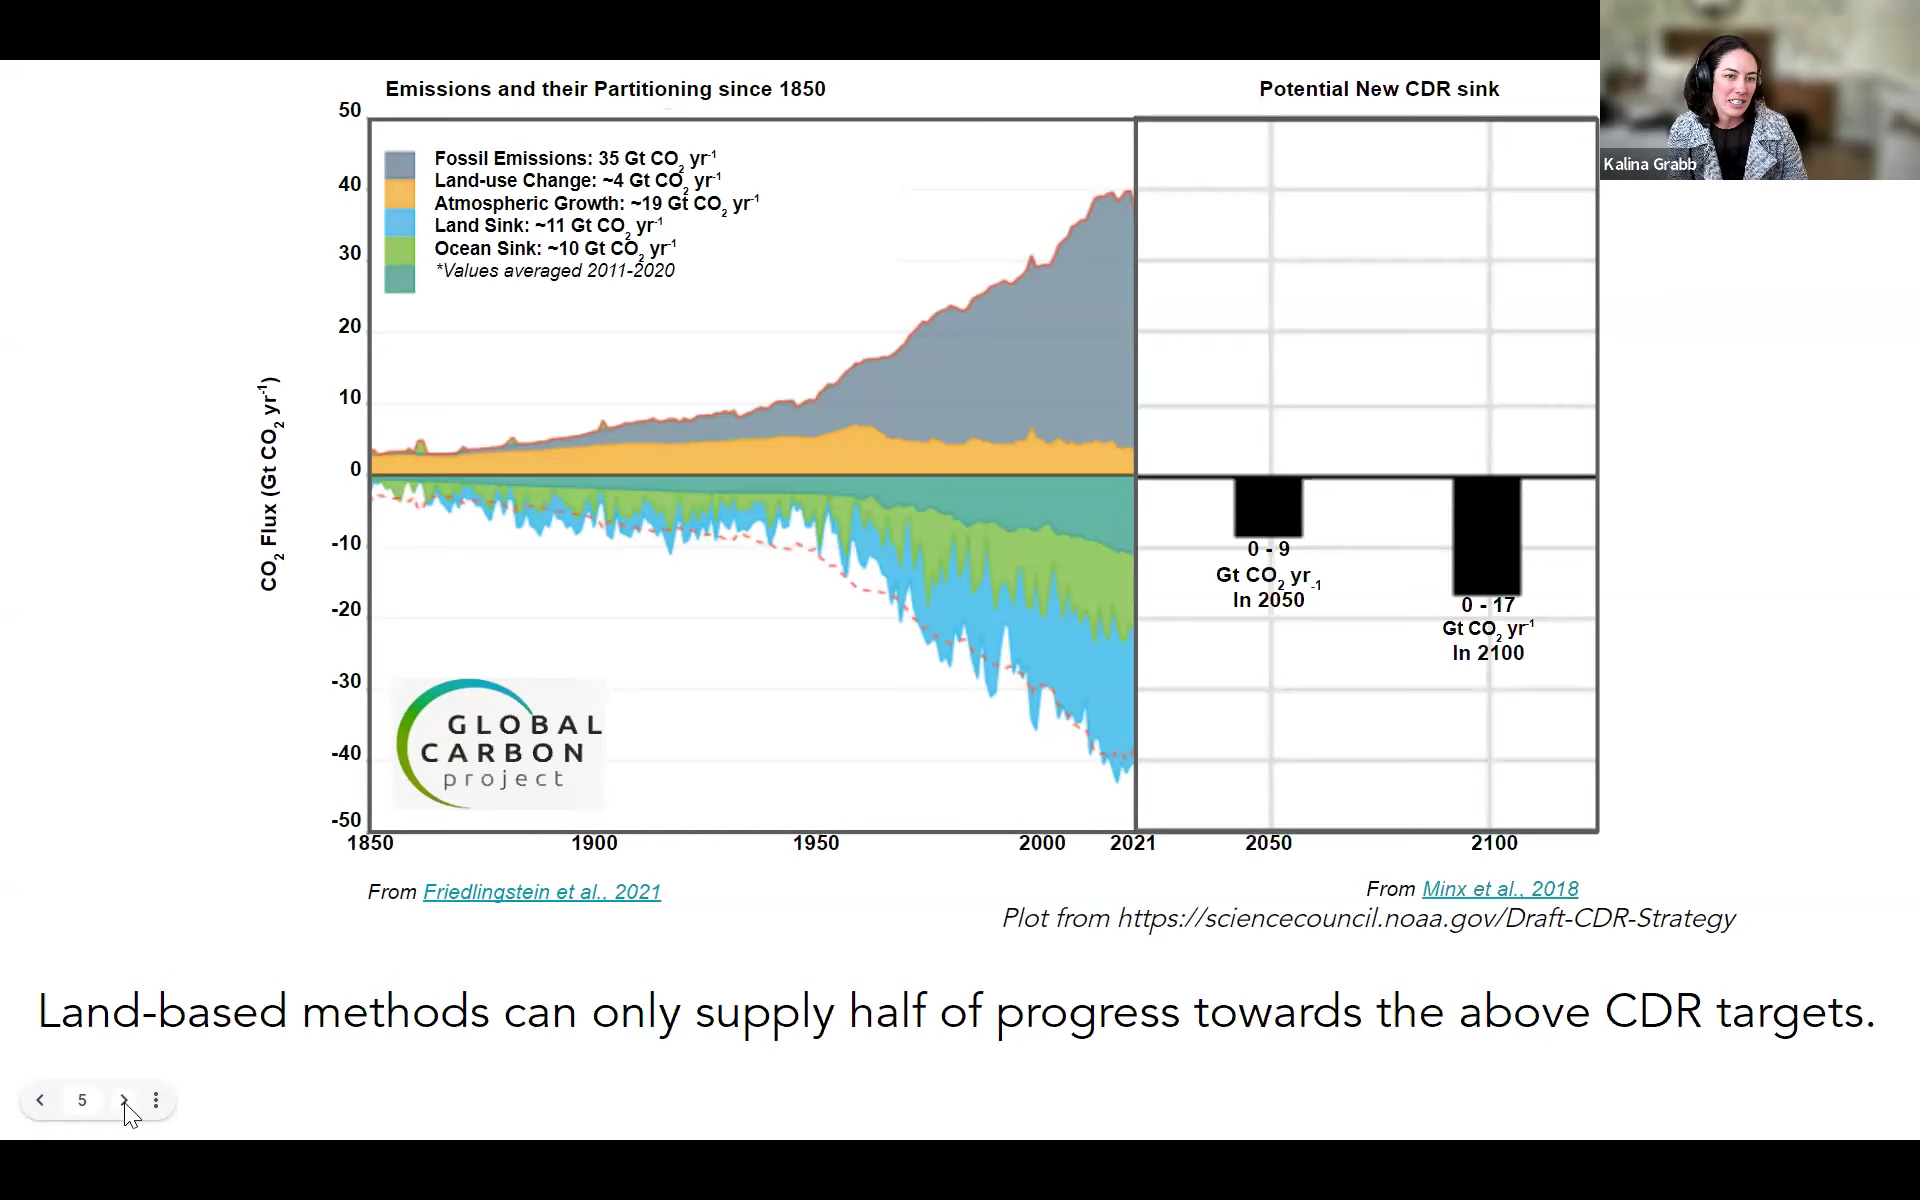 Emissions and their Partitioning since 1850
Potential New CDR sink
Kalina Grabb
50
40
30
20
10
0
-10
-20
-30
-40
-50
CO2 Flux (Gt CO2 yr-1)
Fossil Emissions: 35 Gt CO2 yr-1
Land-use Change: ~4 Gt CO2 yr-1
Atmospheric Growth: ~19 Gt CO2 yr-1
Land Sink: ~11 Gt CO2 yr-1
Ocean Sink: ~10 Gt CO2 yr-1
*Values averaged 2011-2020
0 - 9
Gt CO2 yr-1
In 2050
0 - 17
Gt CO2 yr-1
In 2100
GLOBAL
CARBON
project
1850 1900 1950 2000 2021 2050 2100
From Friedlingstein et al., 2021
From Minx et al., 2018
Plot from https://sciencecouncil.noaa.gov/Draft-CDR-Strategy
Land-based methods can only supply half of progress towards the above CDR targets.
5